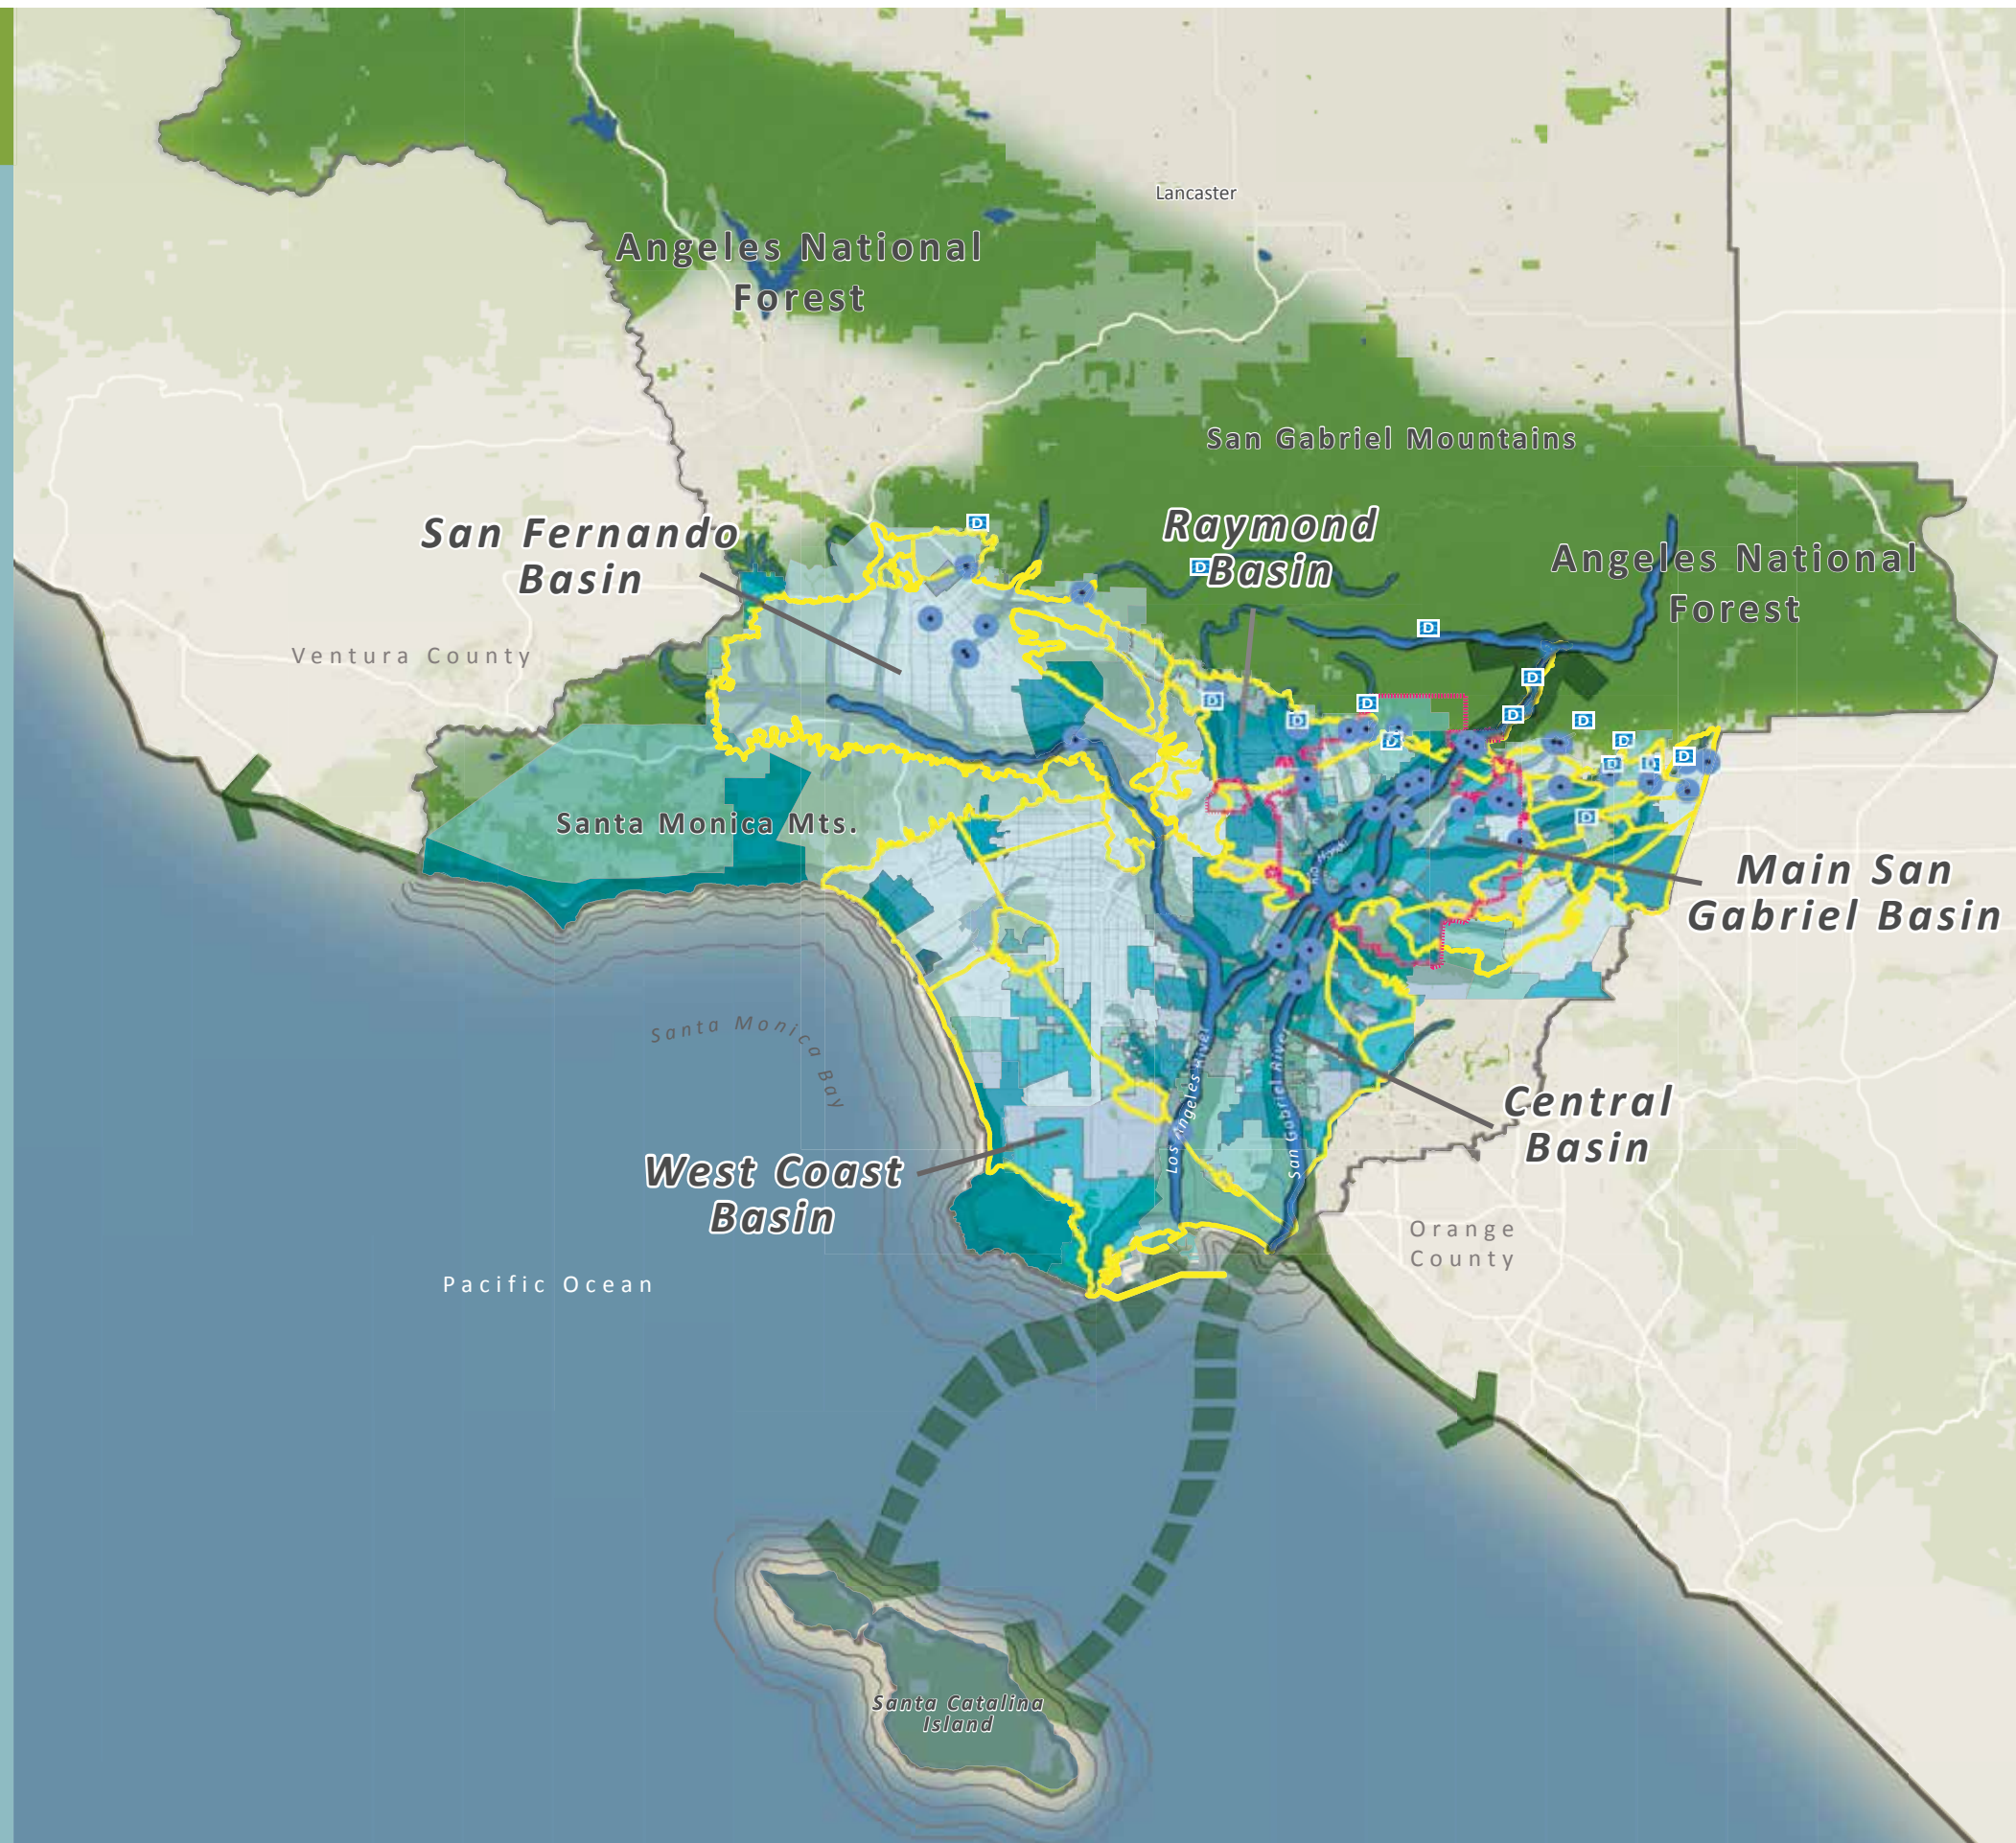 Lancaster
Angeles National
Forest
San Gabriel Mountains
San Fernando
Basin
D
Raymond
D
Basin
Angeles National
Forest
D
Ventura County
D
D
D
D
D
D
D
D
D
D
D
D
D
Santa Monica Mts.
Hondo
Main San
Gabriel Basin
Santa Monica Bay
Los Angeles River
San Gabriel River
Central
Basin
West Coast
Basin
Orange
County
Pacific Ocean
Santa Catalina
Island